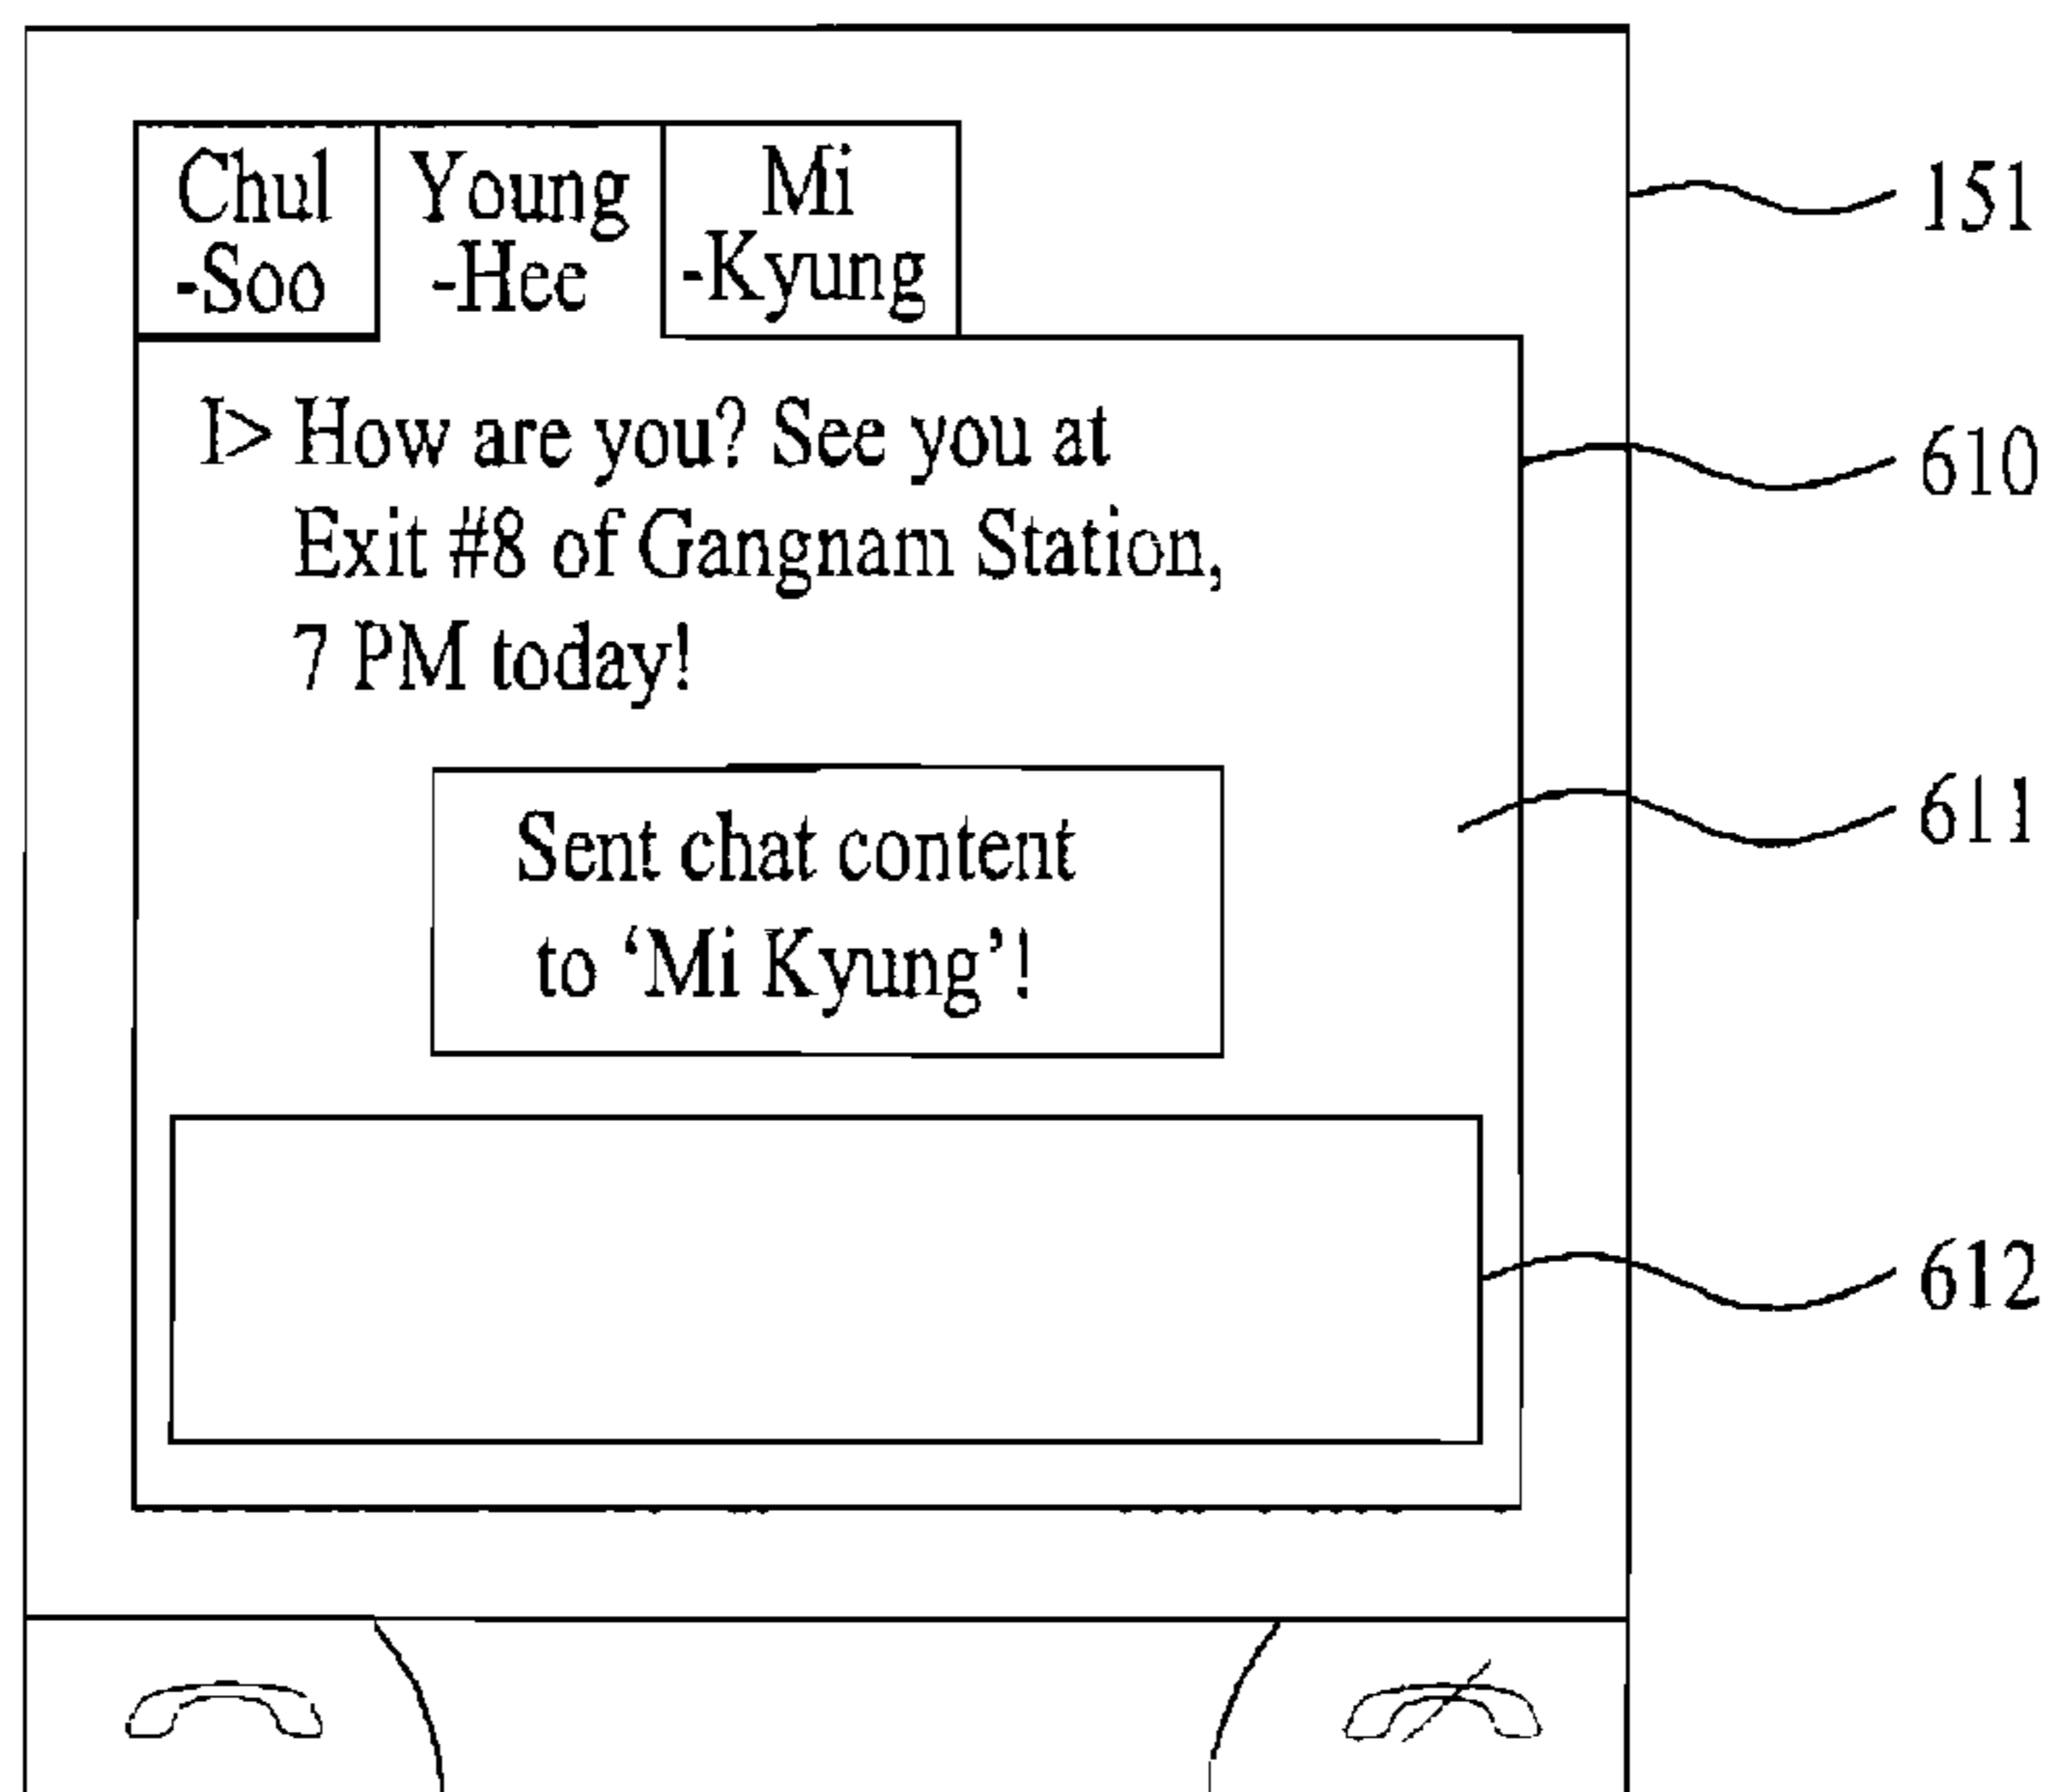 Chul
-Soo
Young
-Hee
Mi
-Kyung
151
I> How are you? See you at
Exit #8 of Gangnam Station,
7 PM today!
610
Sent chat content
to ‘Mi Kyung’!
611
612